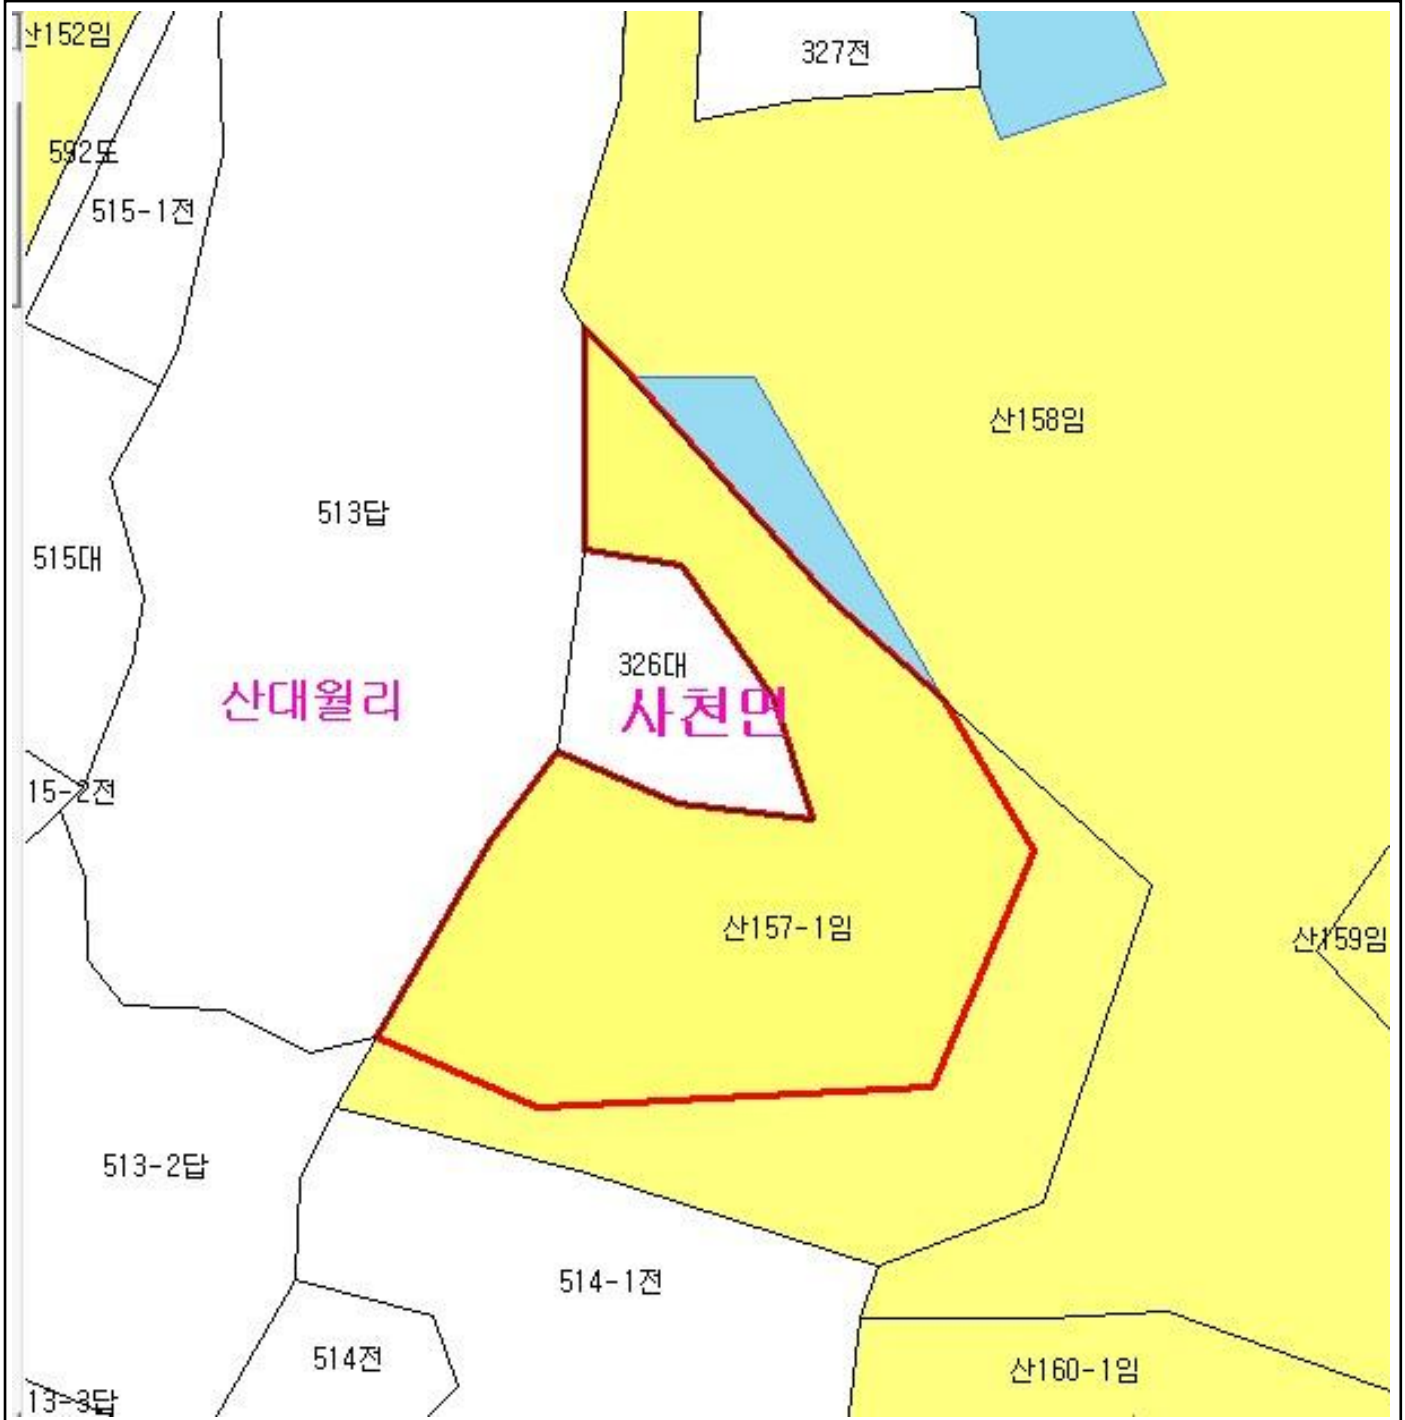 산152임
327전
592도
515-1전
산158임
513답
515대
326대
산대월리
사천면
15-2전
산157-1임
산159임
513-2답
514-1전
514전
산160-1임
13-3답